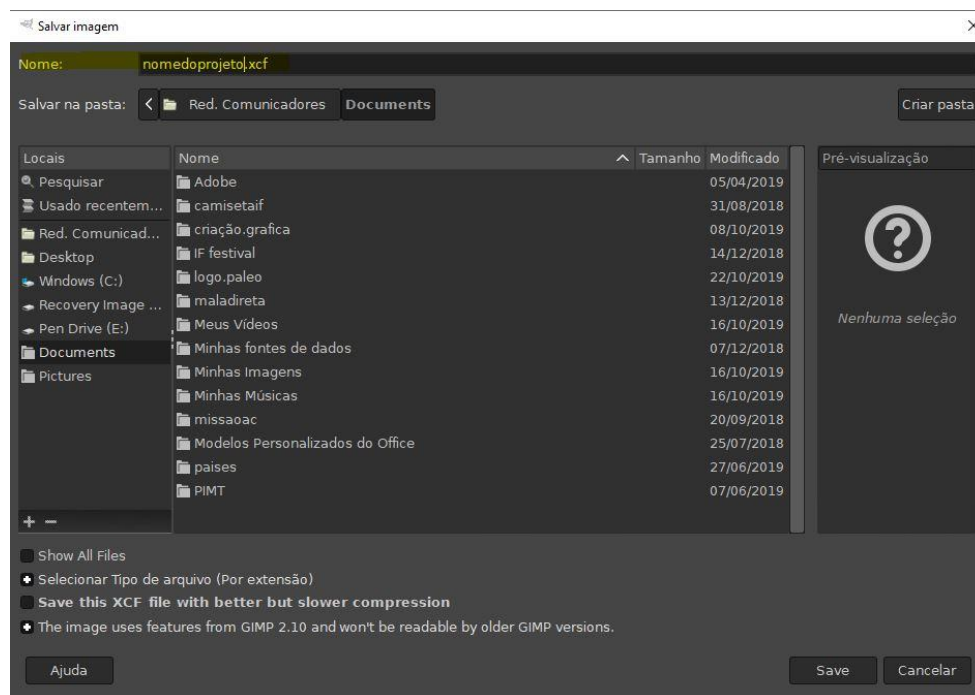 Salvar imagem
Nome: nomedoprojeto.xcf
Salvar na pasta: Red. Comunicadores Documents Criar pasta
Locais Nome Tamanho Modificado Pré-visualização
Pesquisar Adobe 05/04/2019
Usado recentem... camisetaif 31/08/2018
Red. Comunicad... criação.grafica 08/10/2019
Desktop IF festival 14/12/2018
Windows (C:) logo.paleo 22/10/2019
Recovery Image ... maladireta 13/12/2018
Pen Drive (E:) Meus Vídeos 16/10/2019 Nenhuma seleção
Documents Minhas fontes de dados 07/12/2018
Pictures Minhas Imagens 16/10/2019
Minhas Músicas 16/10/2019
missaoac 20/09/2018
Modelos Personalizados do Office 25/07/2018
paises 27/06/2019
PIMT 07/06/2019
Show All Files
Selecionar Tipo de arquivo (Por extensão)
Save this XCF file with better but slower compression
The image uses features from GIMP 2.10 and won't be readable by older GIMP versions.
Ajuda Save Cancelar